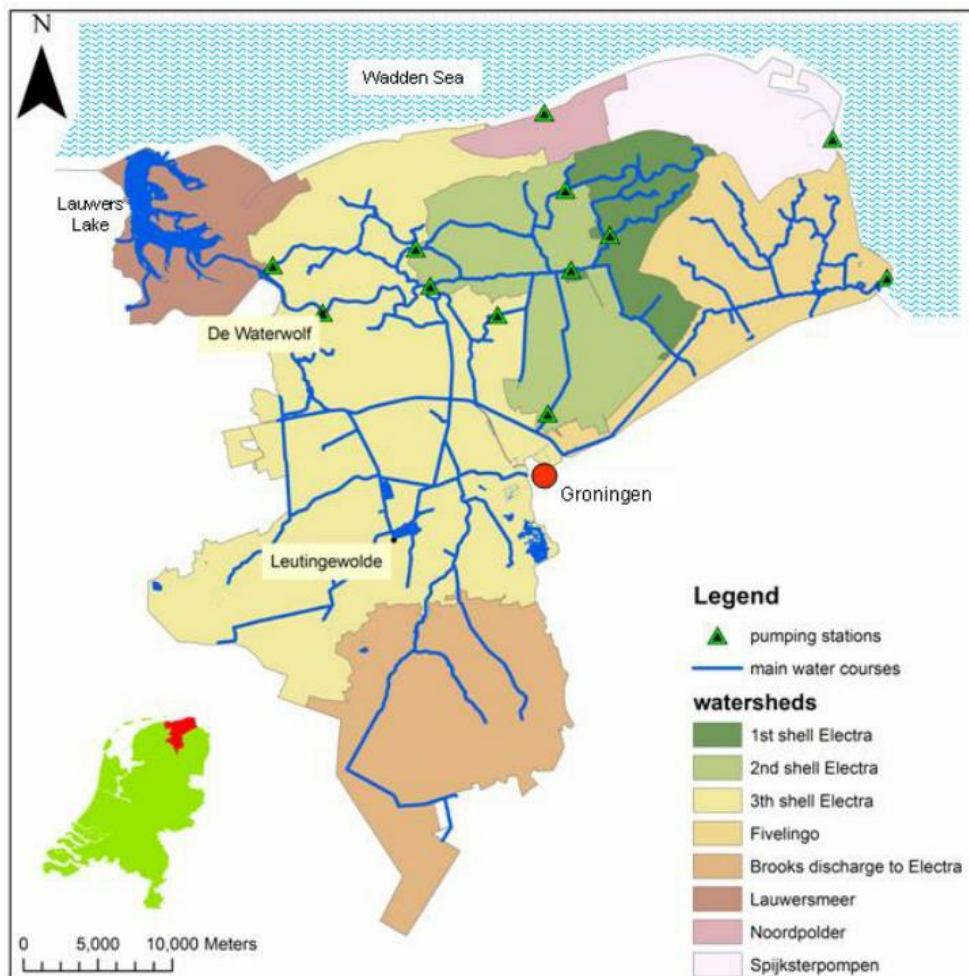 N
Wadden Sea
Lauwers
Lake
De Waterwolf
Groningen
Leutingewolde
Legend
pumping stations
main water courses
watersheds
1st shell Electra
2nd shell Electra
3th shell Electra
Fivelingo
Brooks discharge to Electra
Lauwersmeer
Noordpolder
Spijksterpompen
0 5,000 10,000 Meters